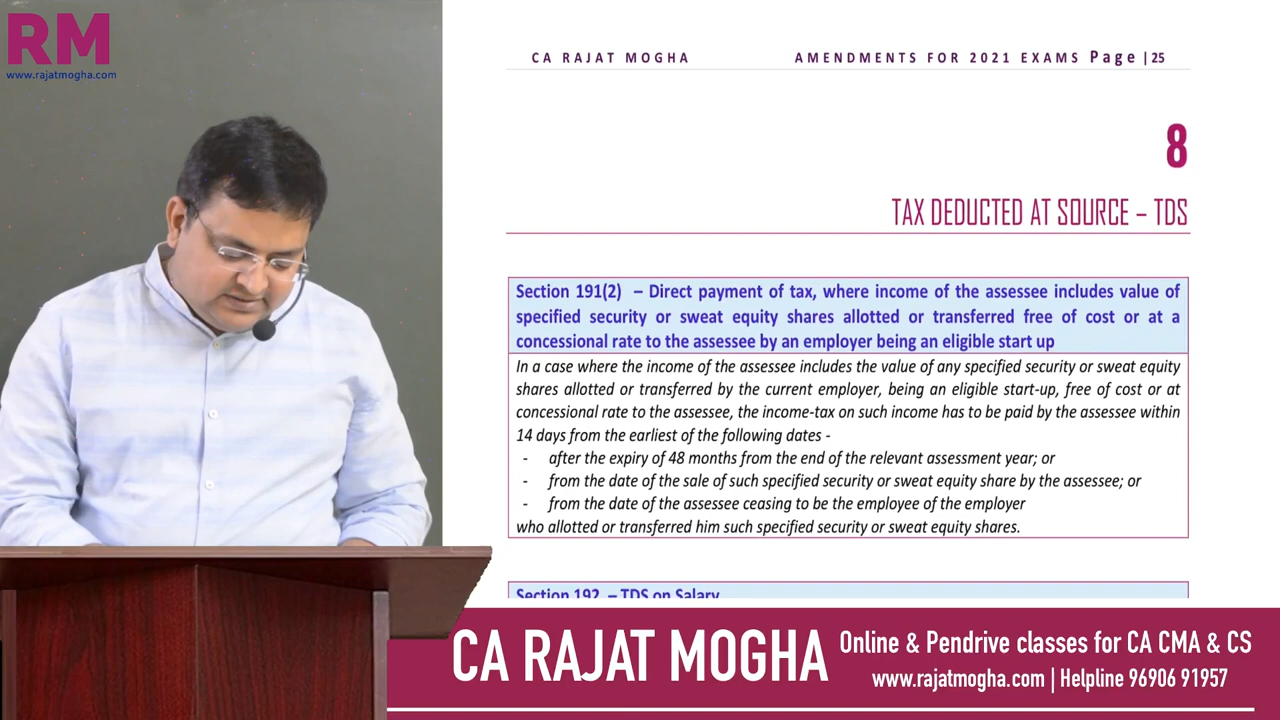 RM
www.rajatmogha.com
CA RAJAT MOGHA AMENDMENTS FOR 2021 EXAMS Page | 25
8
TAX DEDUCTED AT SOURCE – TDS
Section 191(2) – Direct payment of tax, where income of the assessee includes value of
specified security or sweat equity shares allotted or transferred free of cost or at a
concessional rate to the assessee by an employer being an eligible start up
In a case where the income of the assessee includes the value of any specified security or sweat equity
shares allotted or transferred by the current employer, being an eligible start-up, free of cost or at
concessional rate to the assessee, the income-tax on such income has to be paid by the assessee within
14 days from the earliest of the following dates -
- after the expiry of 48 months from the end of the relevant assessment year; or
- from the date of the sale of such specified security or sweat equity share by the assessee; or
- from the date of the assessee ceasing to be the employee of the employer
who allotted or transferred him such specified security or sweat equity shares.
Section 192 – TDS on Salary
CA RAJAT MOGHA
Online & Pendrive classes for CA CMA & CS
www.rajatmogha.com | Helpline 96906 91957